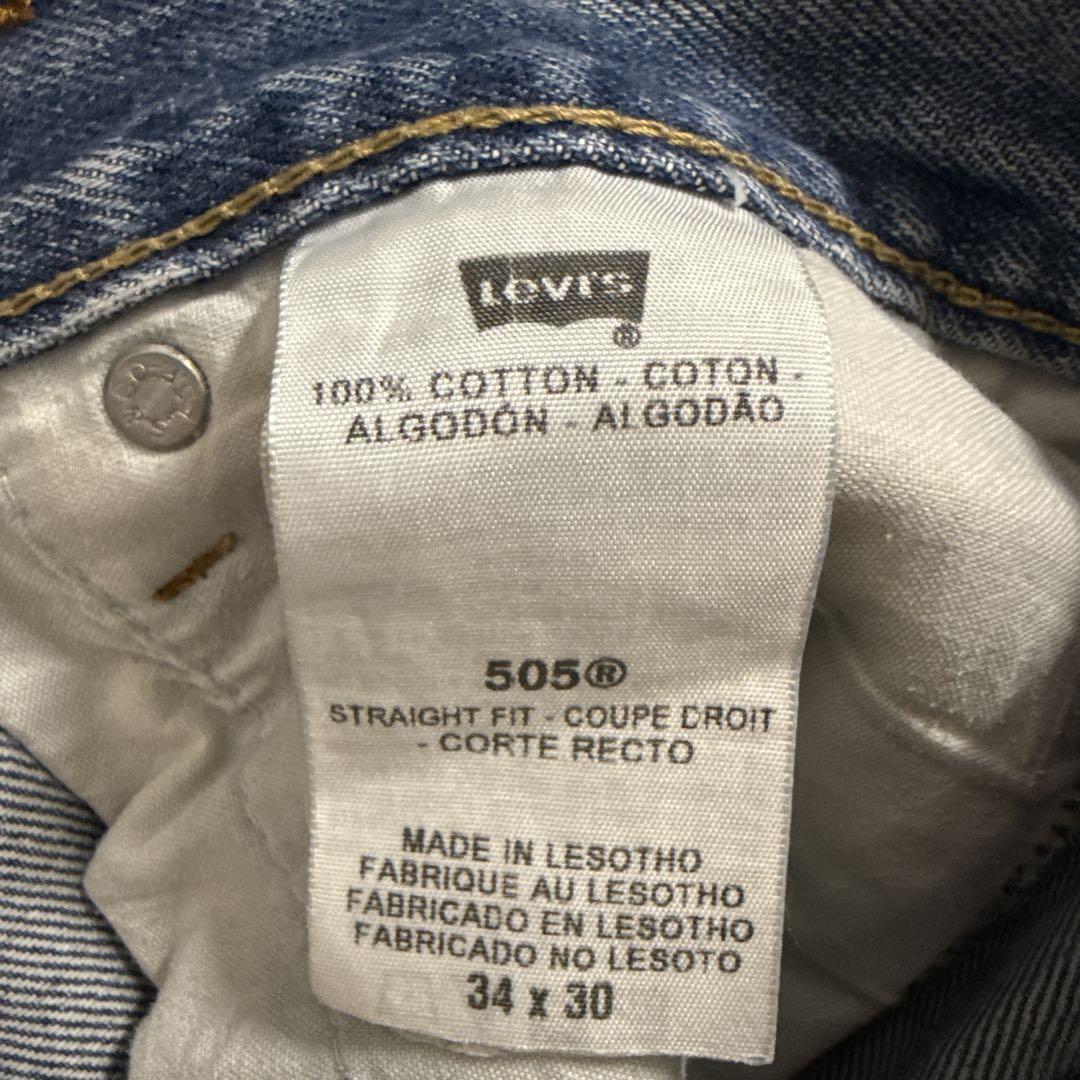 Levi's
®
100% COTTON - COTON -
ALGODÓN - ALGODÃO
505®
STRAIGHT FIT - COUPE DROIT
- CORTE RECTO
MADE IN LESOTHO
FABRIQUE AU LESOTHO
FABRICADO EN LESOTHO
FABRICADO NO LESOTO
34 x 30